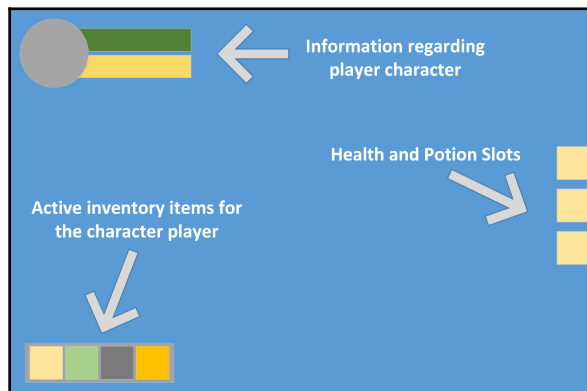 Information regarding
player character
Health and Potion Slots
Active inventory items for
the character player